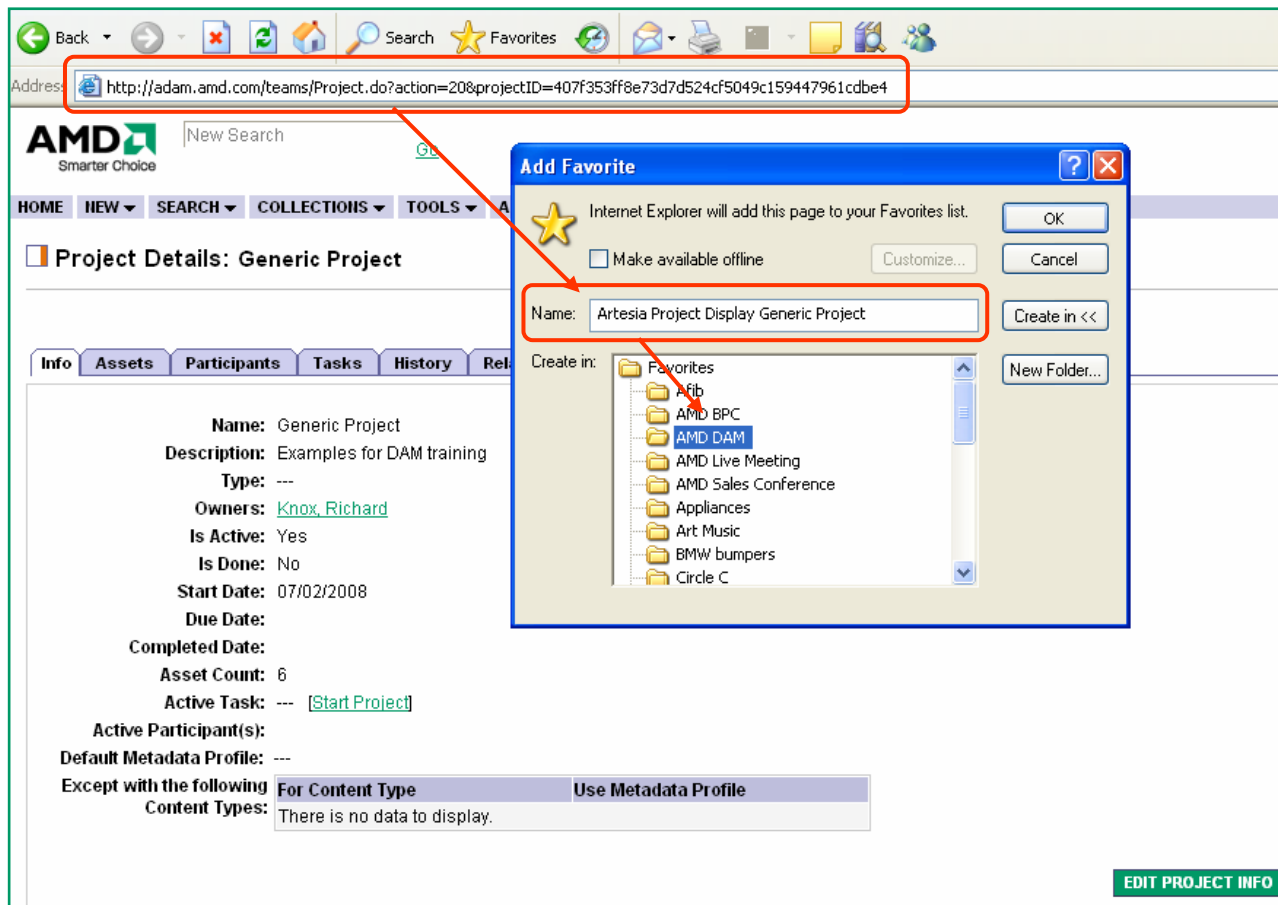 Back Search Favorites
Address http://adam.amd.com/teams/Project.do?action=20&projectID=407f353ff8e73d7d524cf5049c159447961cdbe4
AMD
Smarter Choice
New Search
Go
HOME NEW SEARCH COLLECTIONS TOOLS A
Project Details: Generic Project
Info Assets Participants Tasks History Rel
Name: Generic Project
Description: Examples for DAM training
Type: ---
Owners: Knox, Richard
Is Active: Yes
Is Done: No
Start Date: 07/02/2008
Due Date:
Completed Date:
Asset Count: 6
Active Task: --- [Start Project]
Active Participant(s):
Default Metadata Profile: ---
Except with the following Content Types:
For Content Type Use Metadata Profile
There is no data to display.
EDIT PROJECT INFO
Add Favorite
Internet Explorer will add this page to your Favorites list.
OK
Make available offline Customize... Cancel
Name: Artesia Project Display Generic Project Create in <<
Create in: Favorites New Folder...
Afib
AMD BPC
AMD DAM
AMD Live Meeting
AMD Sales Conference
Appliances
Art Music
BMW bumpers
Circle C